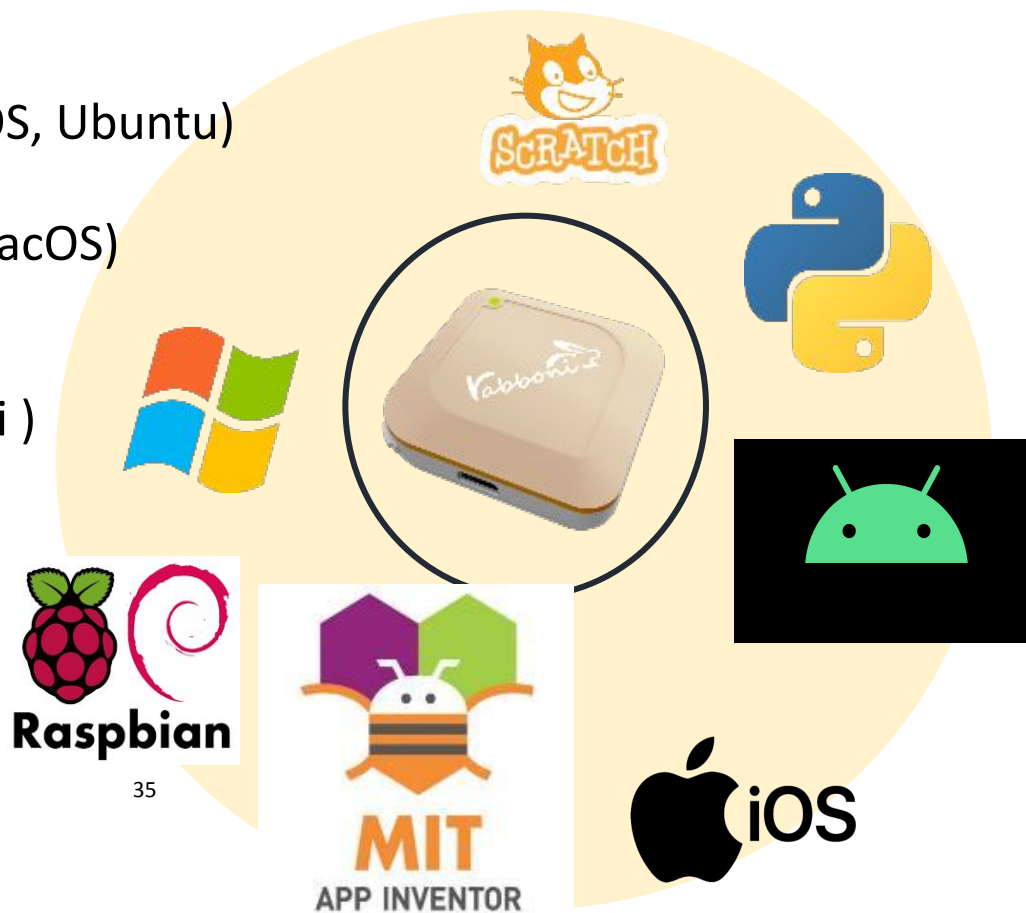 OS, Ubuntu)
acOS)
i )
SCRATCH
rabboni
Raspbian
35
MIT
APP INVENTOR
iOS